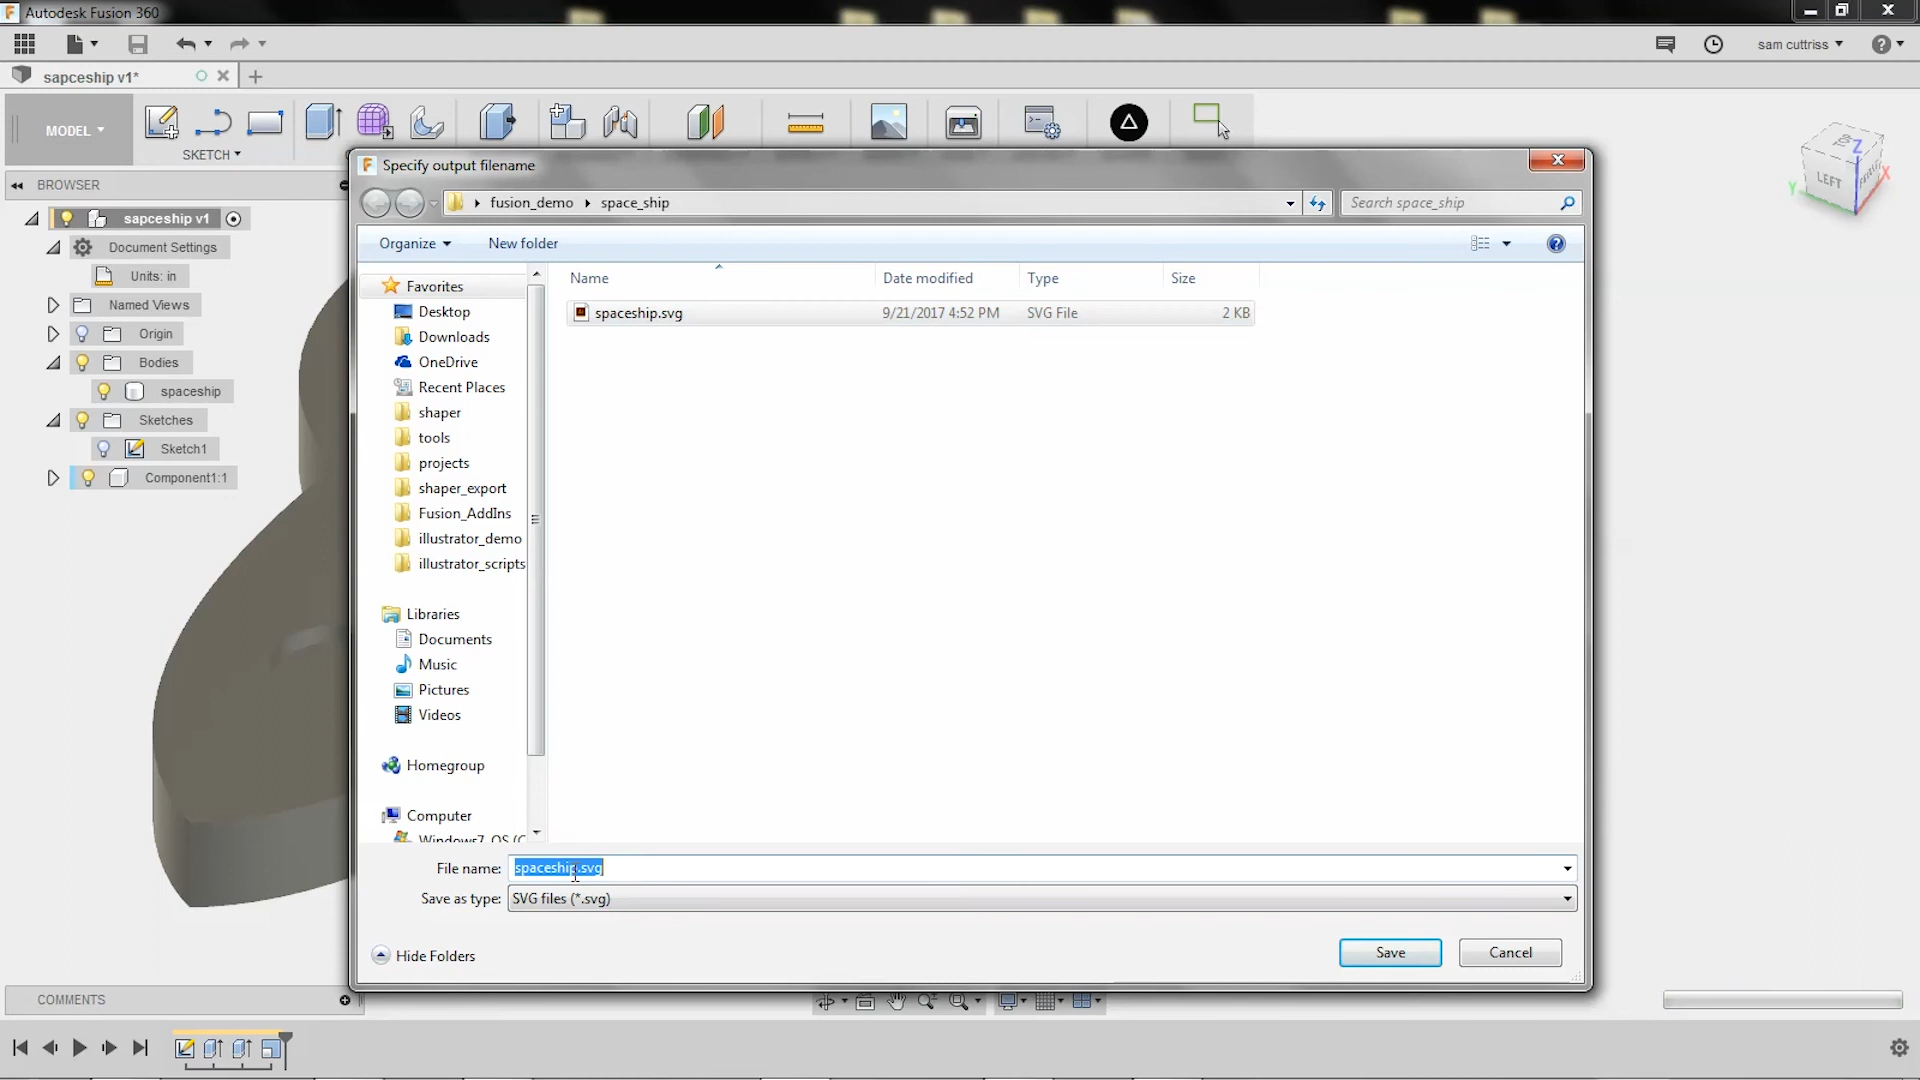 Autodesk Fusion 360
sam cuttriss
sapceship v1*
MODEL
SKETCH
Specify output filename
BROWSER
fusion_demo
space_ship
Search space_ship
sapceship v1
Document Settings
Units: in
Named Views
Origin
Bodies
spaceship
Sketches
Sketch1
Component1:1
Organize
New folder
Name
Date modified
Type
Size
spaceship.svg
9/21/2017 4:52 PM
SVG File
2 KB
Favorites
Desktop
Downloads
OneDrive
Recent Places
shaper
tools
projects
shaper_export
Fusion_AddIns
illustrator_demo
illustrator_scripts
Libraries
Documents
Music
Pictures
Videos
Homegroup
Computer
Windows7_OS (C
File name:
spaceship.svg
Save as type:
SVG files (*.svg)
Hide Folders
Save
Cancel
COMMENTS
LEFT
Z
X
Y